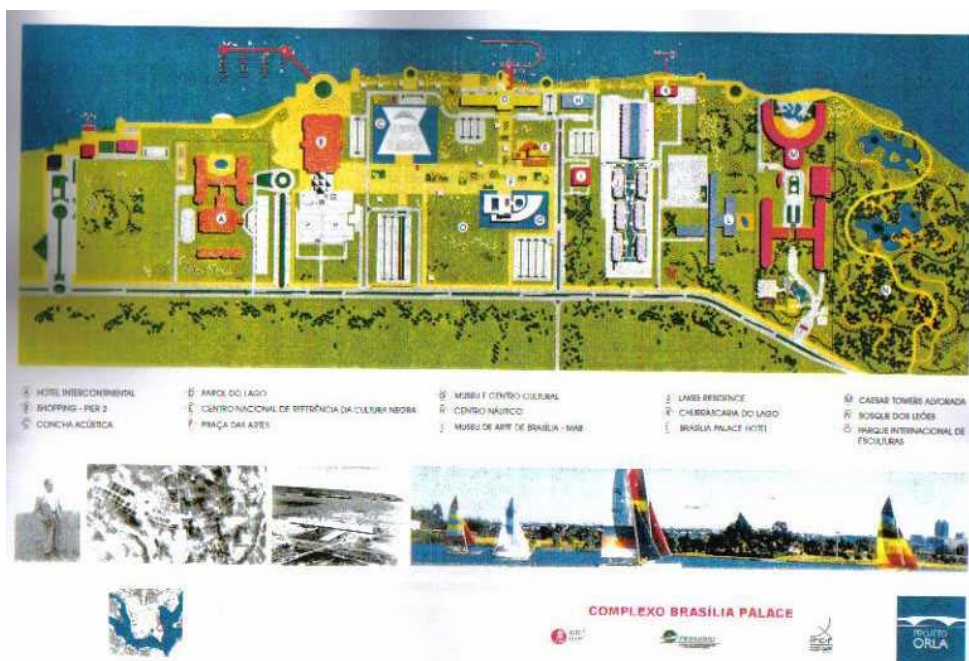 A HOTEL INTERCONTINENTAL
B SHOPPING - PIER 3
C CONCHA ACÚSTICA
D FAROL DO LAGO
E CENTRO NACIONAL DE REFERÊNCIA DA CULTURA NEGRA
F PRAÇA DAS ARTES
G MUSEU E CENTRO CULTURAL
H CENTRO NÁUTICO
I MUSEU DE ARTE DE BRASÍLIA - MAB
J LAKES RESIDENCE
K CHURRASCARIA DO LAGO
L BRASÍLIA PALACE HOTEL
M CAESAR TOWERS ALVORADA
N BOSQUE DOS LEÕES
O PARQUE INTERNACIONAL DE
ESCULTURAS
COMPLEXO BRASÍLIA PALACE
PROJETO
ORLA